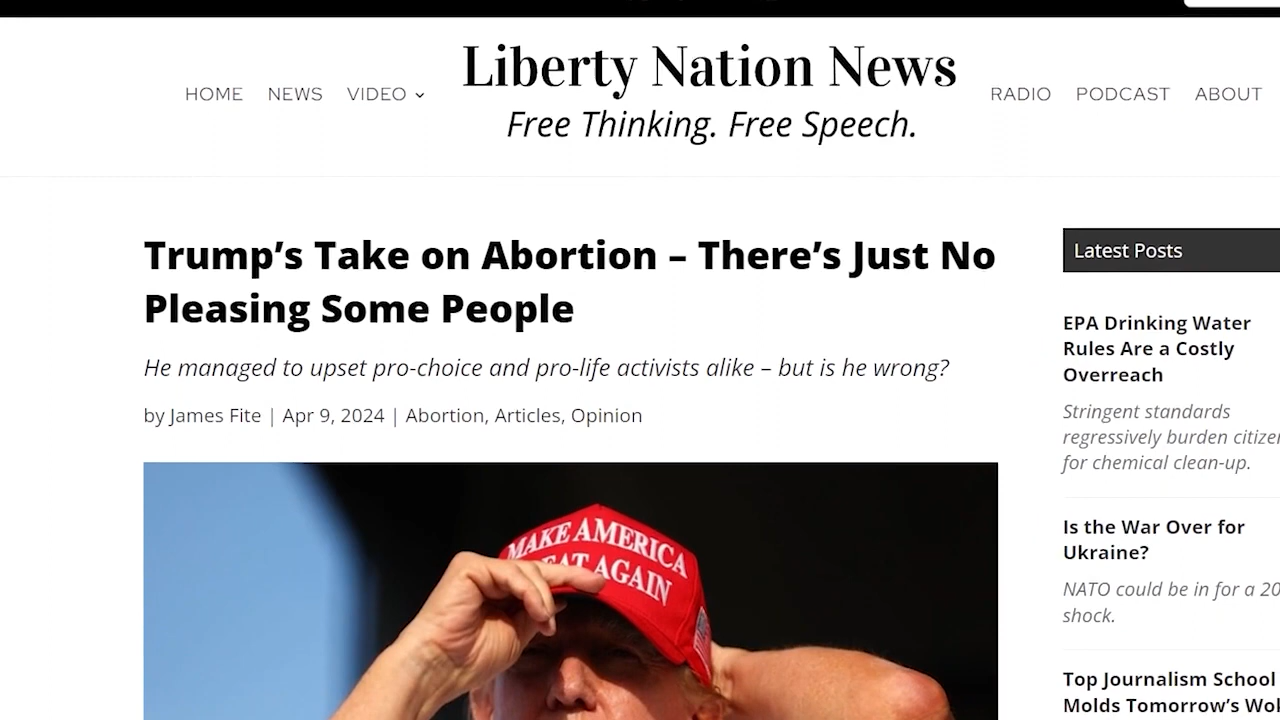 HOME NEWS VIDEO
Liberty Nation News
Free Thinking. Free Speech.
RADIO PODCAST ABOUT
Trump's Take on Abortion – There's Just No
Pleasing Some People
He managed to upset pro-choice and pro-life activists alike – but is he wrong?
by James Fite | Apr 9, 2024 | Abortion, Articles, Opinion
MAKE AMERICA
AGAIN
Latest Posts
EPA Drinking Water
Rules Are a Costly
Overreach
Stringent standards
regressively burden
for chemical clean-up.
Is the War Over for
Ukraine?
NATO could be in for a
shock.
Top Journalism School
Molds Tomorrow's